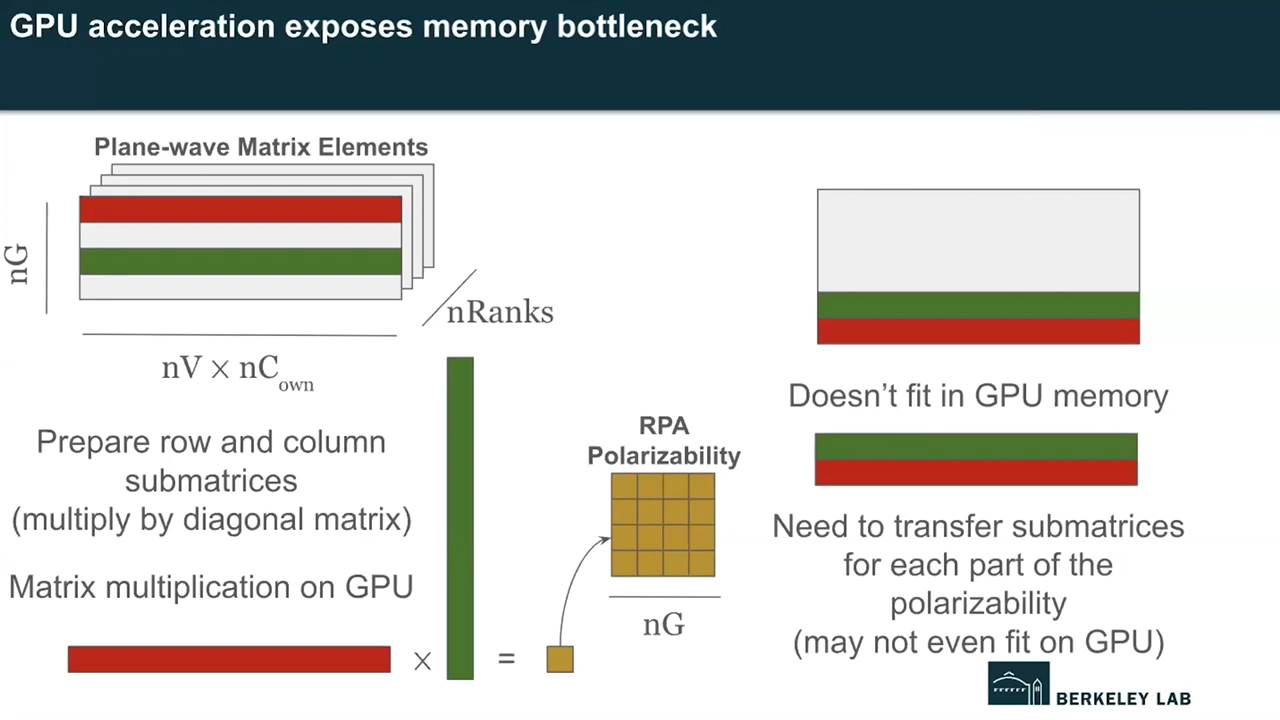 GPU acceleration exposes memory bottleneck
Plane-wave Matrix Elements
nG
nRanks
nV × nC
own
Prepare row and column
submatrices
(multiply by diagonal matrix)
Matrix multiplication on GPU
×
=
RPA
Polarizability
nG
Doesn’t fit in GPU memory
Need to transfer submatrices
for each part of the
polarizability
(may not even fit on GPU)
BERKELEY LAB